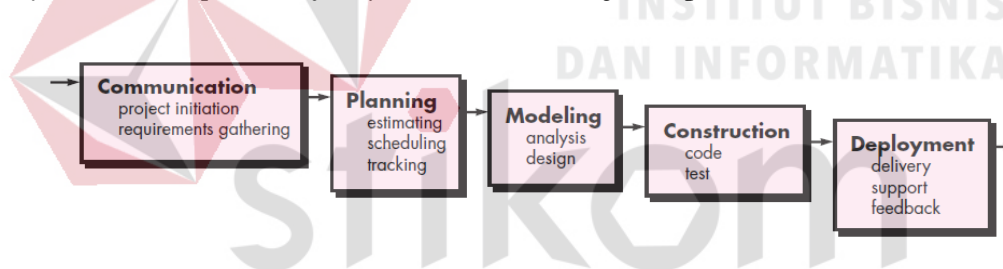 INSTITUT BISNIS
DAN INFORMATIKA
stikom
Communication
project initiation
requirements gathering
Planning
estimating
scheduling
tracking
Modeling
analysis
design
Construction
code
test
Deployment
delivery
support
feedback